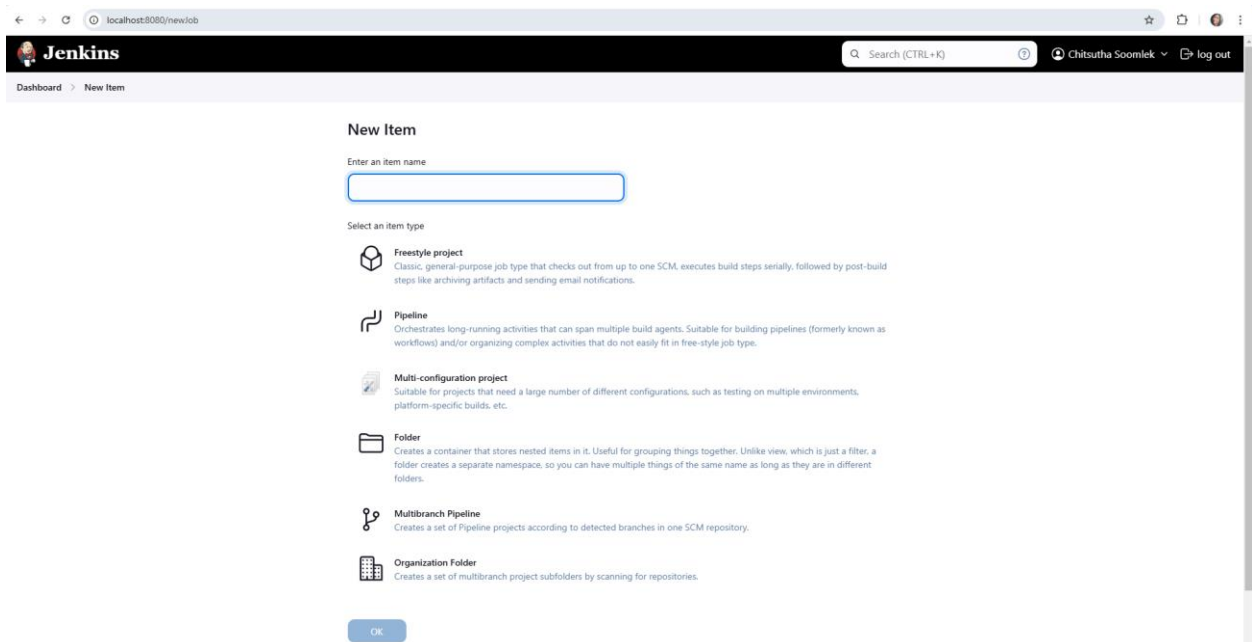 localhost:8080/newJob
Jenkins
Search (CTRL+K)
Chitsutha Soomlek
log out
Dashboard > New Item
New Item
Enter an item name
Select an item type
Freestyle project
Classic, general-purpose job type that checks out from up to one SCM, executes build steps serially, followed by post-build
steps like archiving artifacts and sending email notifications.
Pipeline
Orchestrates long-running activities that can span multiple build agents. Suitable for building pipelines (formerly known as
workflows) and/or organizing complex activities that do not easily fit in free-style job type.
Multi-configuration project
Suitable for projects that need a large number of different configurations, such as testing on multiple environments,
platform-specific builds, etc.
Folder
Creates a container that stores nested items in it. Useful for grouping things together. Unlike view, which is just a filter, a
folder creates a separate namespace, so you can have multiple things of the same name as long as they are in different
folders.
Multibranch Pipeline
Creates a set of Pipeline projects according to detected branches in one SCM repository.
Organization Folder
Creates a set of multibranch project subfolders by scanning for repositories.
OK